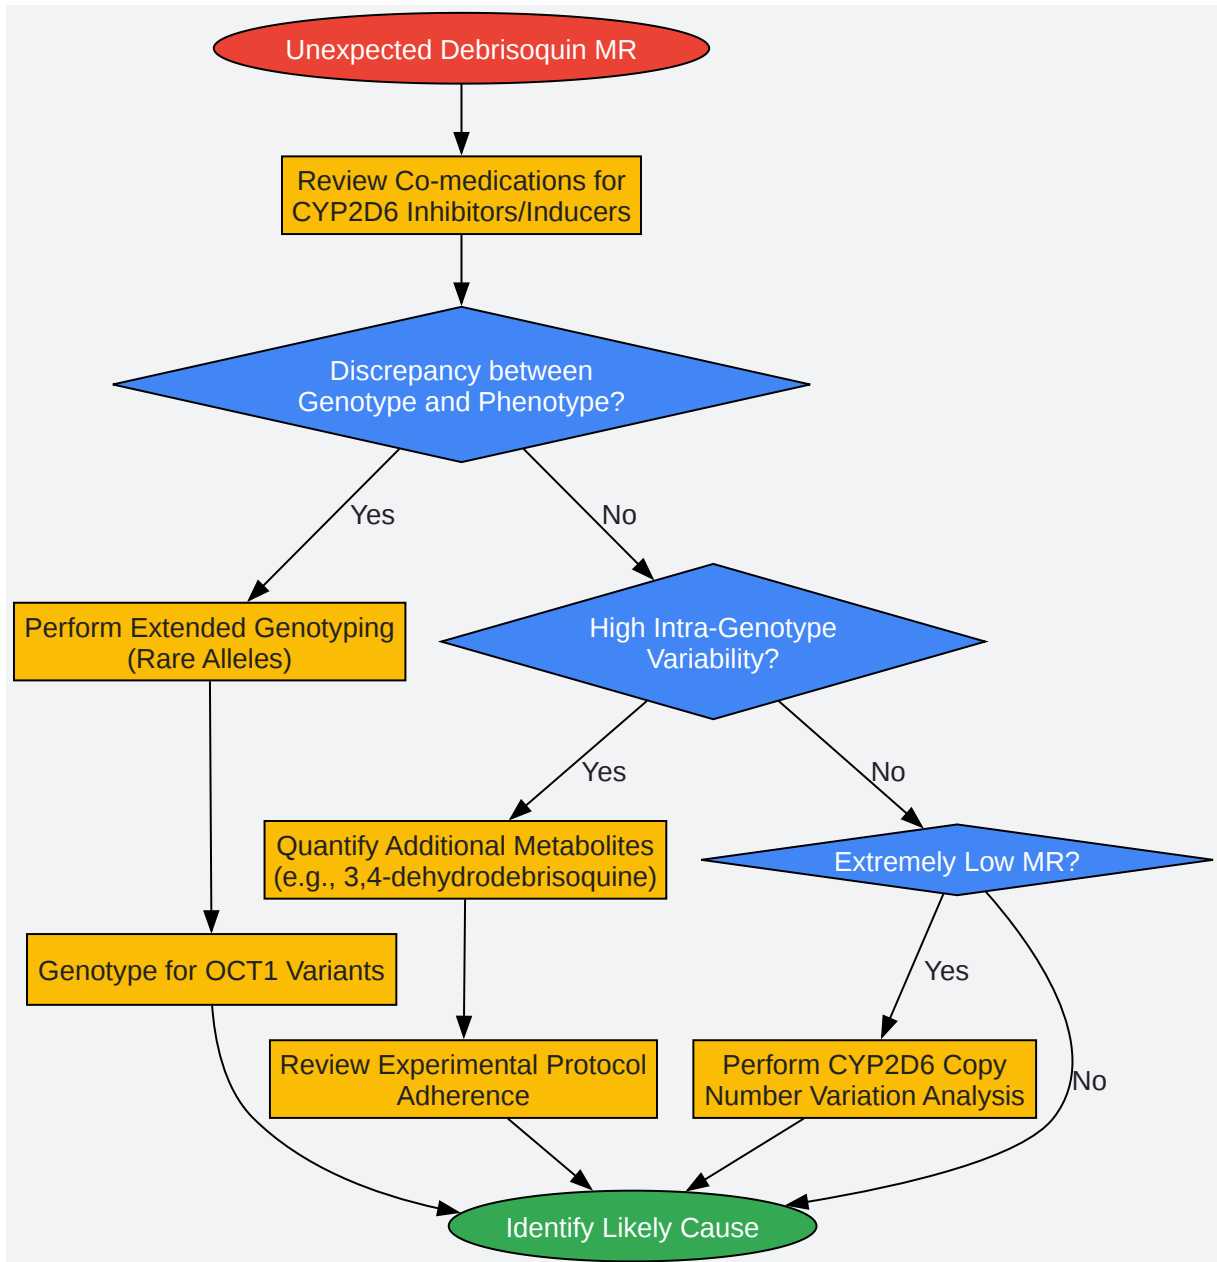 Unexpected Debrisoquin MR
Review Co-medications for
CYP2D6 Inhibitors/Inducers
Discrepancy between
Genotype and Phenotype?
Yes
No
Perform Extended Genotyping
(Rare Alleles)
High Intra-Genotype
Variability?
Yes
No
Quantify Additional Metabolites
(e.g., 3,4-dehydrodebrisoquine)
Extremely Low MR?
Genotype for OCT1 Variants
Yes
Review Experimental Protocol
Adherence
Perform CYP2D6 Copy
Number Variation Analysis
No
Identify Likely Cause